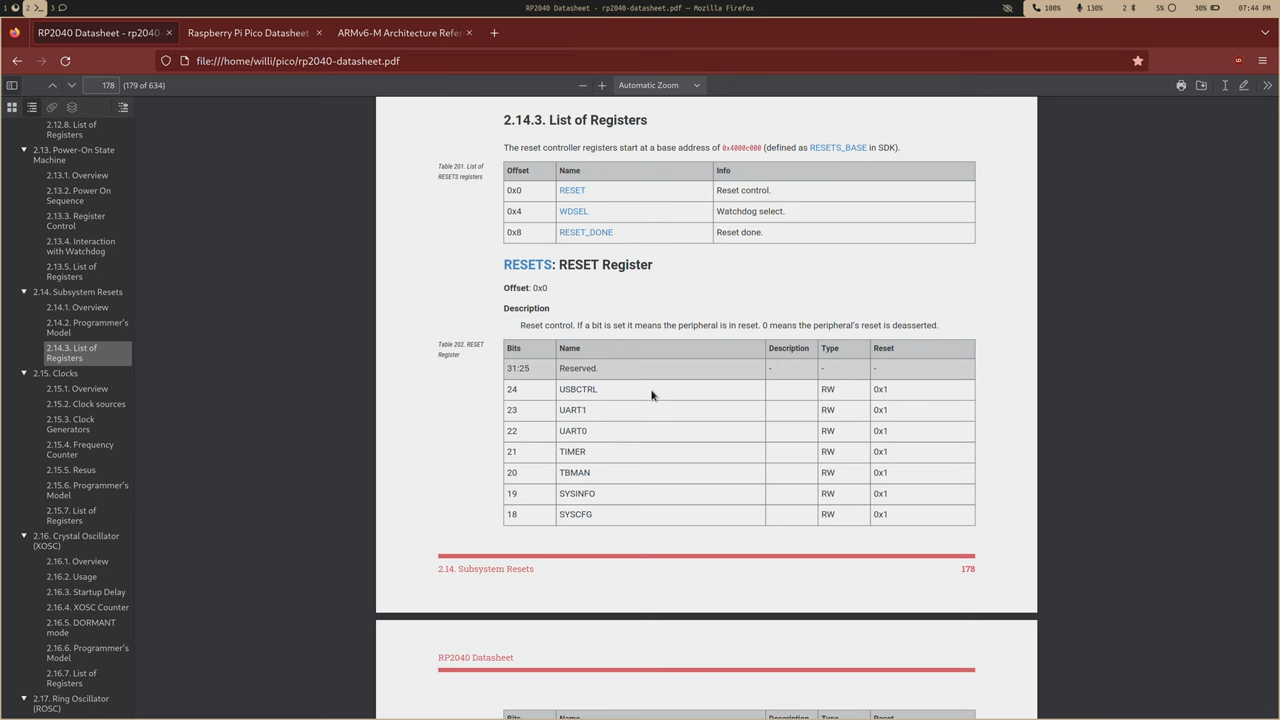 1 2 3 RP2040 Datasheet - rp2040-datasheet.pdf — Mozilla Firefox 100% 130% 2 5% 30% 07:44 PM
RP2040 Datasheet - rp2040- × Raspberry Pi Pico Datasheet × ARMv6-M Architecture Refer ×
file:///home/willi/pico/rp2040-datasheet.pdf
178 (179 of 634) Automatic Zoom
2.12.8. List of
Registers
2.13. Power-On State
Machine
2.13.1. Overview
2.13.2. Power On
Sequence
2.13.3. Register
Control
2.13.4. Interaction
with Watchdog
2.13.5. List of
Registers
2.14. Subsystem Resets
2.14.1. Overview
2.14.2. Programmer's
Model
2.14.3. List of
Registers
2.15. Clocks
2.15.1. Overview
2.15.2. Clock sources
2.15.3. Clock
Generators
2.15.4. Frequency
Counter
2.15.5. Resus
2.15.6. Programmer's
Model
2.15.7. List of
Registers
2.16. Crystal Oscillator
(XOSC)
2.16.1. Overview
2.16.2. Usage
2.16.3. Startup Delay
2.16.4. XOSC Counter
2.16.5. DORMANT
mode
2.16.6. Programmer's
Model
2.16.7. List of
Registers
2.17. Ring Oscillator
(ROSC)
2.14.3. List of Registers
The reset controller registers start at a base address of 0x4000c000 (defined as RESETS_BASE in SDK).
Table 201. List of
RESETS registers
Offset Name Info
0x0 RESET Reset control.
0x4 WDSEL Watchdog select.
0x8 RESET_DONE Reset done.
RESETS: RESET Register
Offset: 0x0
Description
Reset control. If a bit is set it means the peripheral is in reset. 0 means the peripheral's reset is deasserted.
Table 202. RESET
Register
Bits Name Description Type Reset
31:25 Reserved. - - -
24 USBCTRL RW 0x1
23 UART1 RW 0x1
22 UART0 RW 0x1
21 TIMER RW 0x1
20 TBMAN RW 0x1
19 SYSINFO RW 0x1
18 SYSCFG RW 0x1
2.14. Subsystem Resets 178
RP2040 Datasheet
Bits Name Description Type Reset